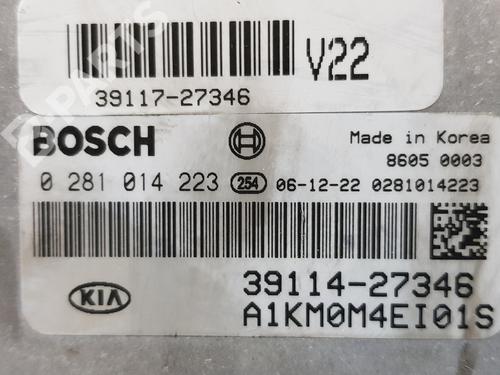 V22
39117-27346
BOSCH
Made in Korea
8605 0003
0 281 014 223 254 06-12-22 0281014223
39114-27346
KIA
A1KM0M4EI01S